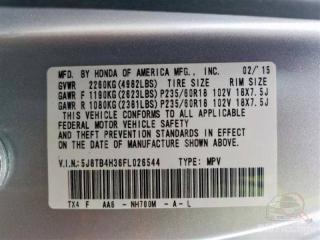 MFD. BY HONDA OF AMERICA MFG., INC. 02/'15
GVWR 2260KG(4982LBS) TIRE SIZE RIM SIZE
GAWR F 1190KG(2623LBS) P235/60R18 102V 18X7.5J
GAWR R 1080KG(2381LBS) P235/60R18 102V 18X7.5J
THIS VEHICLE CONFORMS TO ALL APPLICABLE
FEDERAL MOTOR VEHICLE SAFETY
AND THEFT PREVENTION STANDARDS IN EFFECT
ON THE DATE OF MANUFACTURE SHOWN ABOVE.
V.I.N: 5J8TB4H36FL026544 TYPE: MPV
TX4 F AA6 -NH700M -A-L